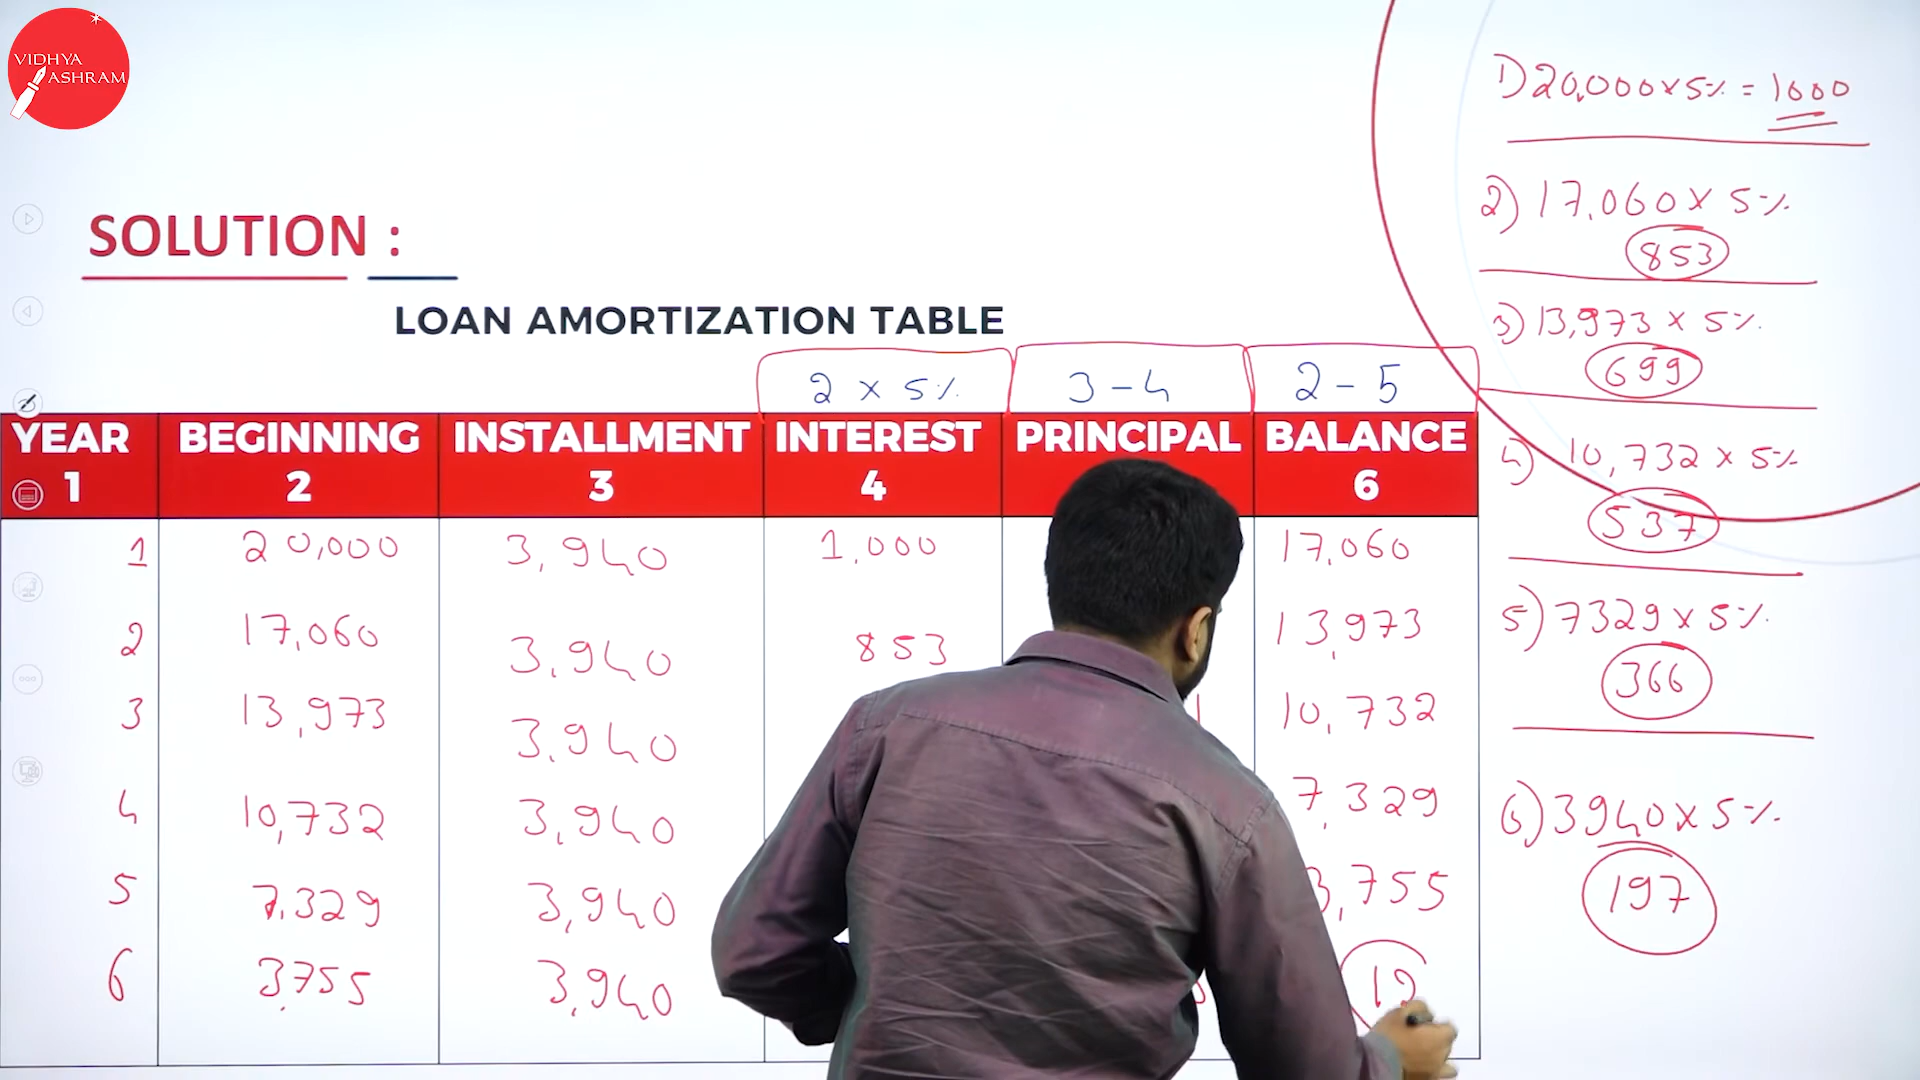 VIDHYA
ASHRAM
SOLUTION :
LOAN AMORTIZATION TABLE
2 x 5% 3 - 4 2 - 5
YEAR BEGINNING INSTALLMENT INTEREST PRINCIPAL BALANCE
1 2 3 4 6
1 20,000 3,940 1,000 17,060
2 17,060 3,940 853 13,973
3 13,973 3,940 10,732
4 10,732 3,940 7,329
5 7,329 3,940 3,755
6 3,755 3,940
1) 20,000 x 5% = 1000
2) 17,060 x 5%
853
3) 13,973 x 5%
699
4) 10,732 x 5%
537
5) 7329 x 5%
366
6) 3940 x 5%
197